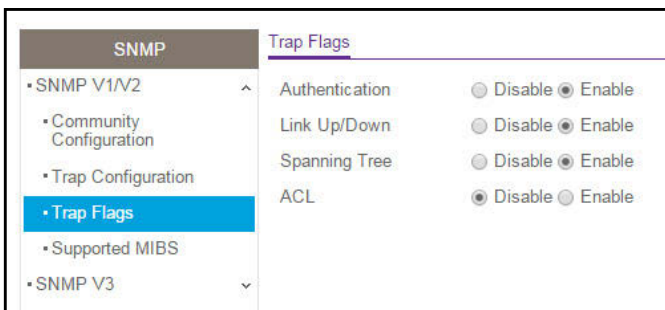 SNMP
SNMP V1/V2
Community
Configuration
Trap Configuration
Trap Flags
Supported MIBS
SNMP V3
Trap Flags
Authentication Disable Enable
Link Up/Down Disable Enable
Spanning Tree Disable Enable
ACL Disable Enable